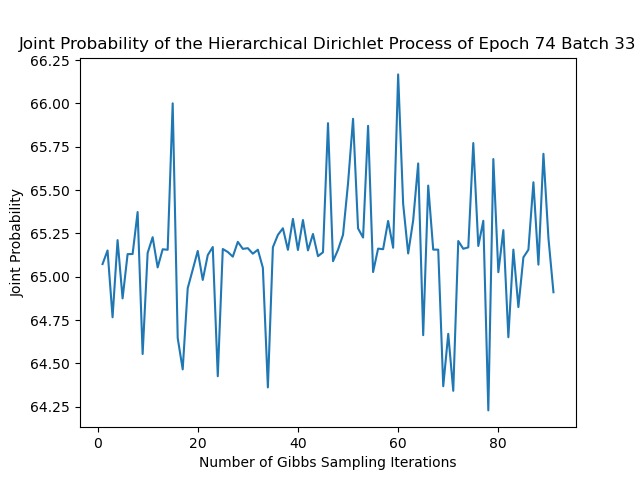 Joint Probability of the Hierarchical Dirichlet Process of Epoch 74 Batch 33
66.25
66.00
65.75
65.50
65.25
65.00
64.75
64.50
64.25
Joint Probability
0 20 40 60 80
Number of Gibbs Sampling Iterations